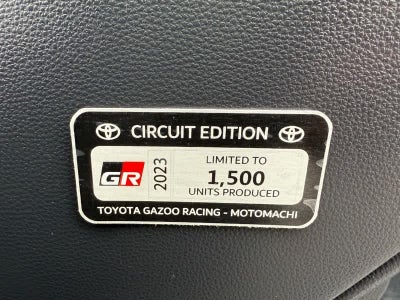 CIRCUIT EDITION
GR
2023
LIMITED TO
1,500
UNITS PRODUCED
TOYOTA GAZOO RACING - MOTOMACHI